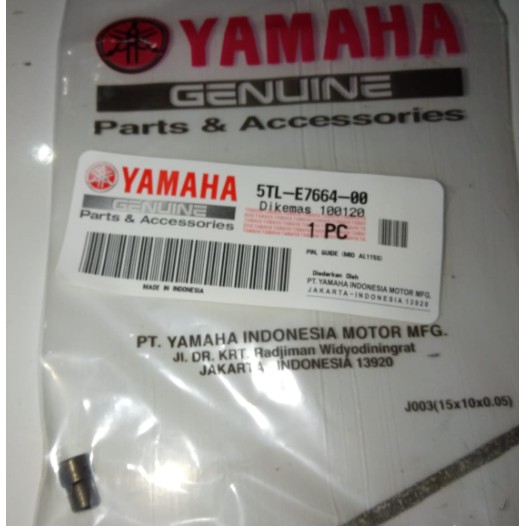 YAMAHA
GENUINE
Parts & Accessories
YAMAHA
GENUINE
Parts & Accessories
5TL-E7664-00
Dikemas 100120
1 PC
PIN, GUIDE (MIO AL115S)
MADE IN INDONESIA
Diedarkan Oleh
PT. YAMAHA INDONESIA MOTOR MFG.
JAKARTA-INDONESIA 13920
PT. YAMAHA INDONESIA MOTOR MFG.
Jl. DR. KRT. Radjiman Widyodiningrat
JAKARTA - INDONESIA 13920
J003(15x10x0.05)